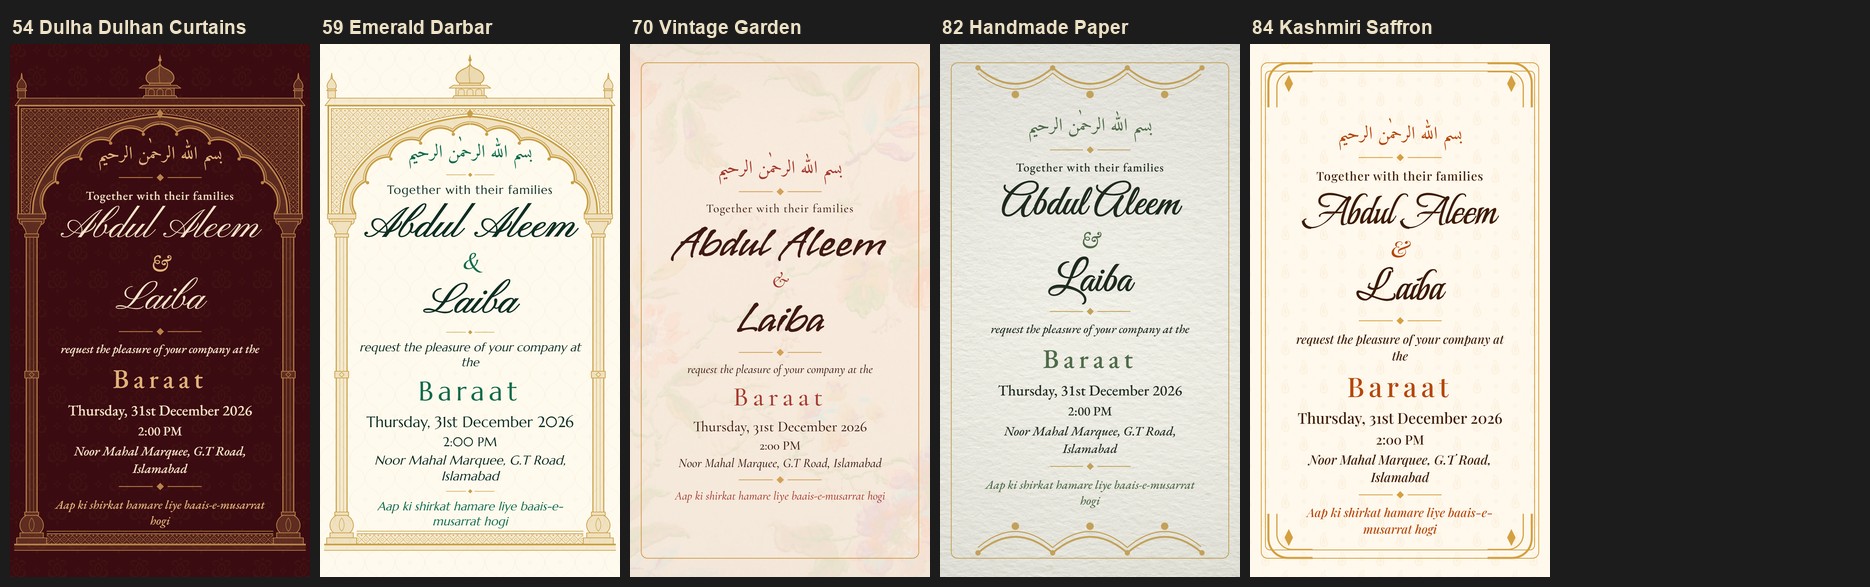 54 Dulha Dulhan Curtains
بسم الله الرحمٰن الرحيم
Together with their families
Abdul Aleem
&
Laiba
request the pleasure of your company at the
Baraat
Thursday, 31st December 2026
2:00 PM
Noor Mahal Marquee, G.T Road,
Islamabad
Aap ki shirkat hamare liye baais-e-musarrat
hogi
59 Emerald Darbar
بسم الله الرحمٰن الرحيم
Together with their families
Abdul Aleem
&
Laiba
request the pleasure of your company at
the
Baraat
Thursday, 31st December 2026
2:00 PM
Noor Mahal Marquee, G.T Road,
Islamabad
Aap ki shirkat hamare liye baais-e-
musarrat hogi
70 Vintage Garden
بسم الله الرحمٰن الرحيم
Together with their families
Abdul Aleem
&
Laiba
request the pleasure of your company at the
Baraat
Thursday, 31st December 2026
2:00 PM
Noor Mahal Marquee, G.T Road, Islamabad
Aap ki shirkat hamare liye baais-e-musarrat hogi
82 Handmade Paper
بسم الله الرحمٰن الرحيم
Together with their families
Abdul Aleem
&
Laiba
request the pleasure of your company at the
Baraat
Thursday, 31st December 2026
2:00 PM
Noor Mahal Marquee, G.T Road,
Islamabad
Aap ki shirkat hamare liye baais-e-musarrat
hogi
84 Kashmiri Saffron
بسم الله الرحمٰن الرحيم
Together with their families
Abdul Aleem
&
Laiba
request the pleasure of your company at
the
Baraat
Thursday, 31st December 2026
2:00 PM
Noor Mahal Marquee, G.T Road,
Islamabad
Aap ki shirkat hamare liye baais-e-
musarrat hogi